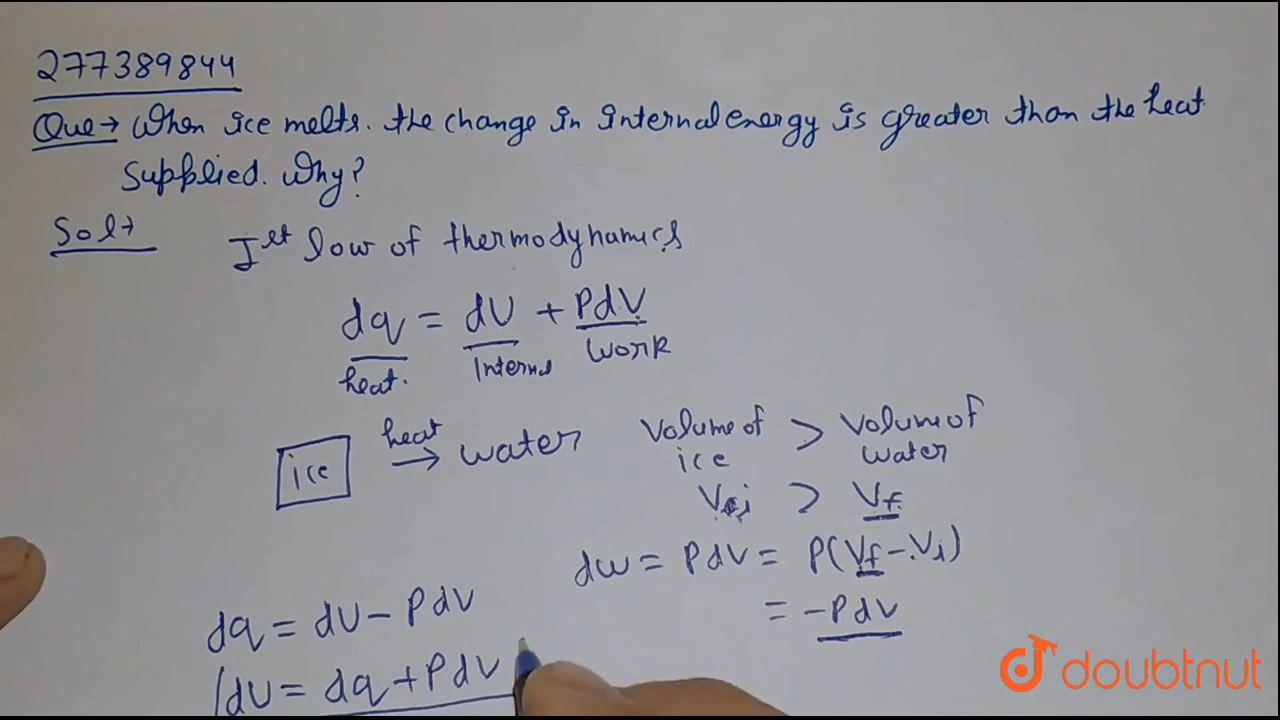 277389844
Que→ When ice melts. the change in internal energy is greater than the heat
supplied. Why?
Sol→ Ist low of thermodynamics
dq = dU + PdV
heat. Internal work
ice heat → water
Volume of ice > Volume of water
Vi > Vf
dw = PdV = P(Vf - Vi)
= -PdV
dq = dU - PdV
dU = dq + PdV
doubtnut